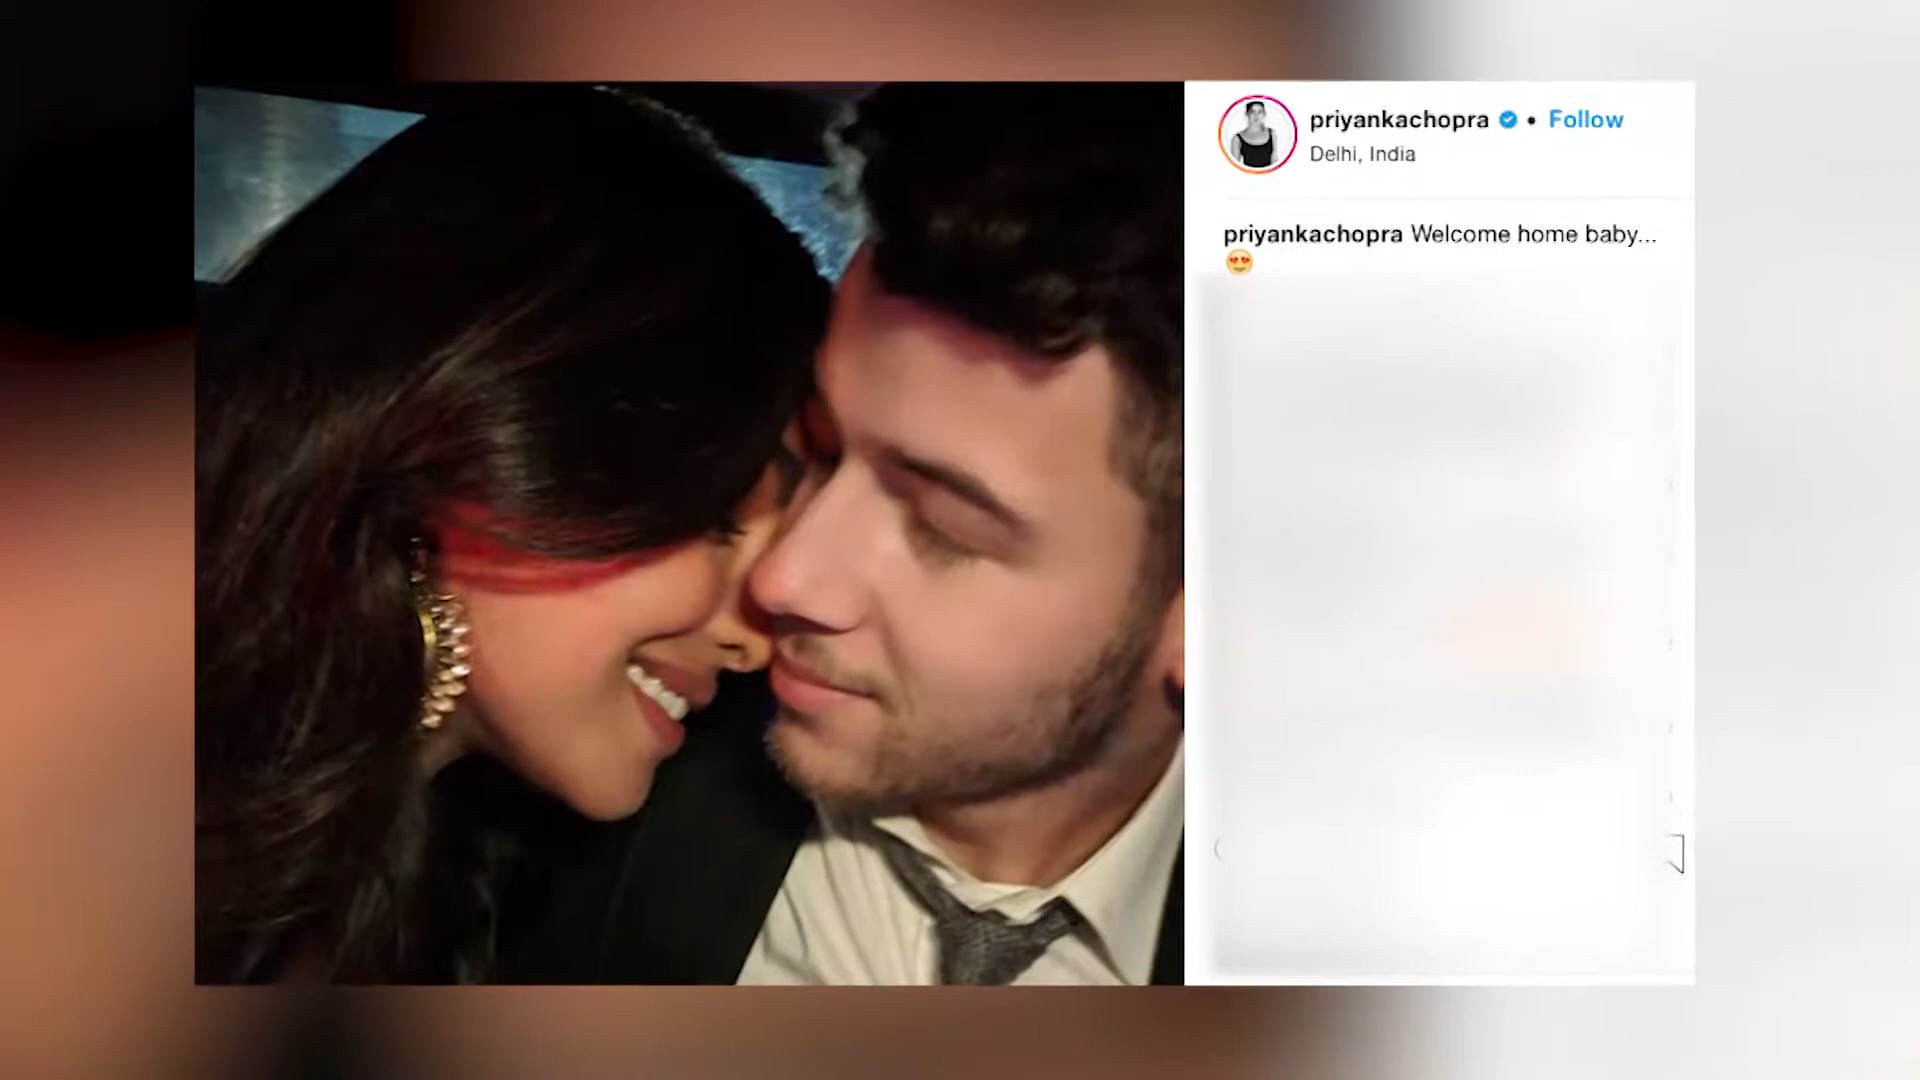 priyankachopra • Follow
Delhi, India
priyankachopra Welcome home baby...
😍